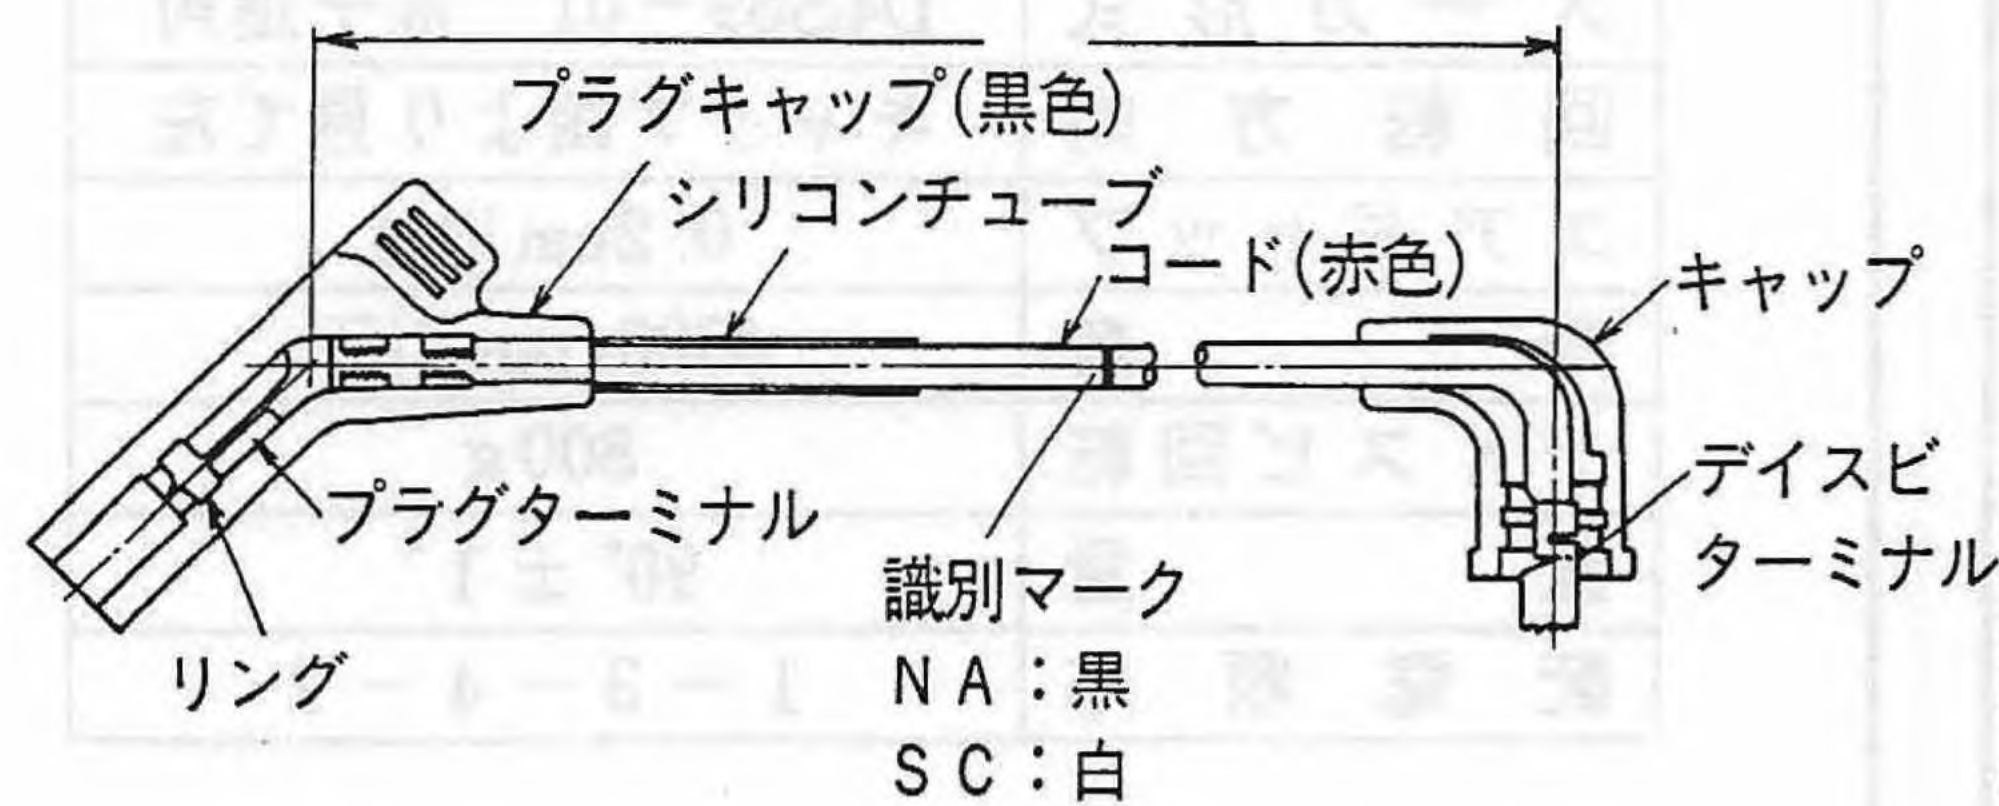 プラグキャップ(黒色)
シリコンチューブ
コード(赤色)
キャップ
デイスビ
ターミナル
プラグターミナル
リング
識別マーク
NA:黒
SC:白